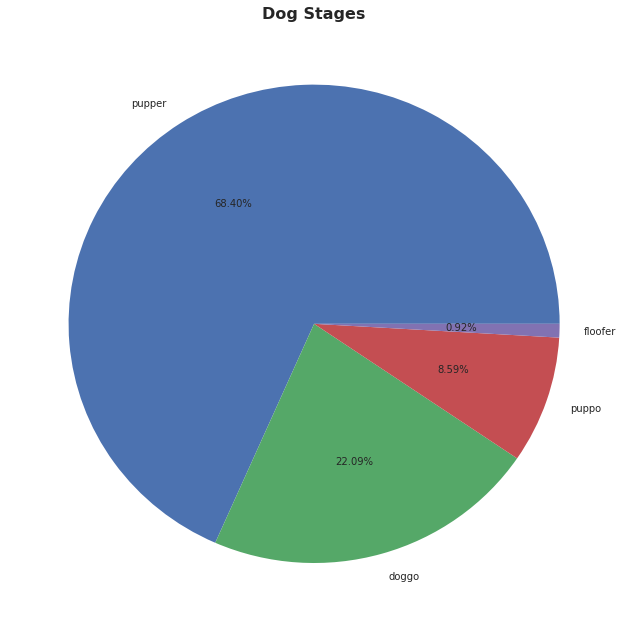 Dog Stages
pupper
68.40%
0.92%
floofer
8.59%
puppo
22.09%
doggo